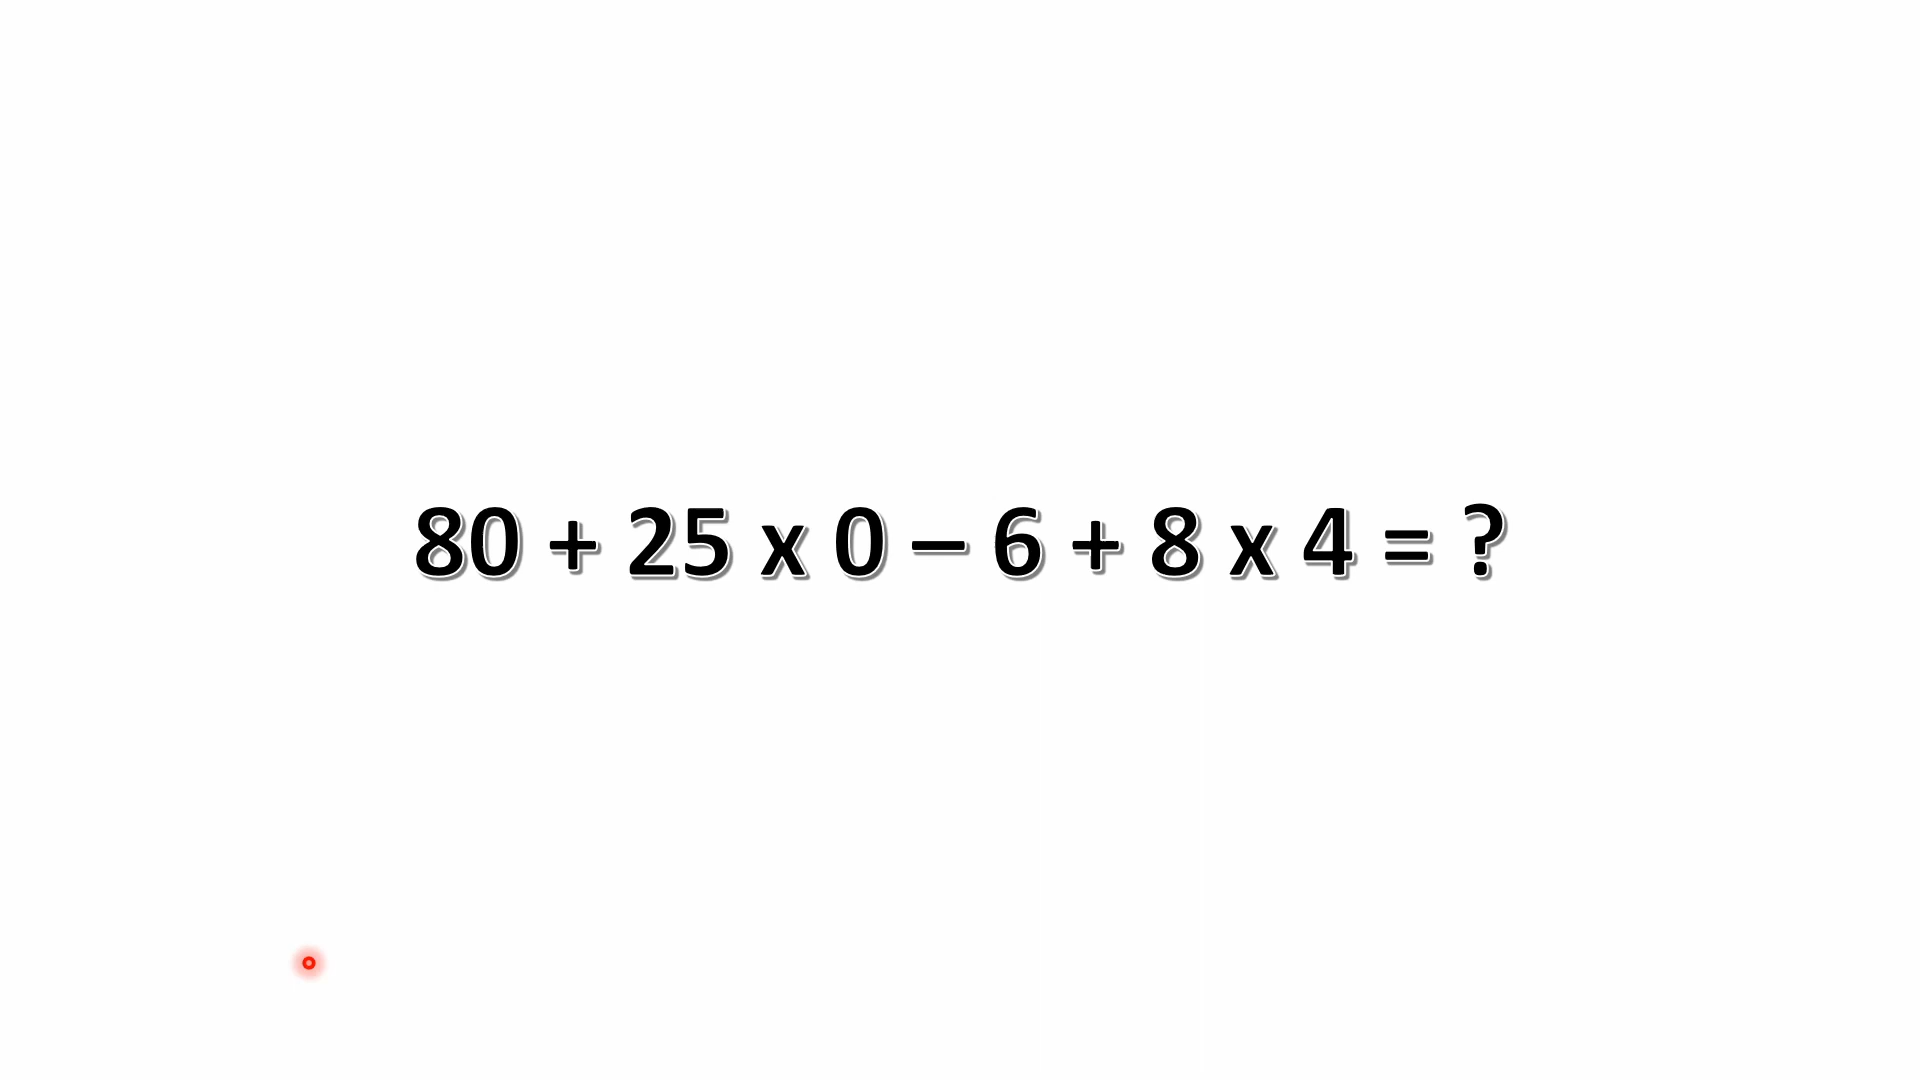 80 + 25 x 0 – 6 + 8 x 4 = ?